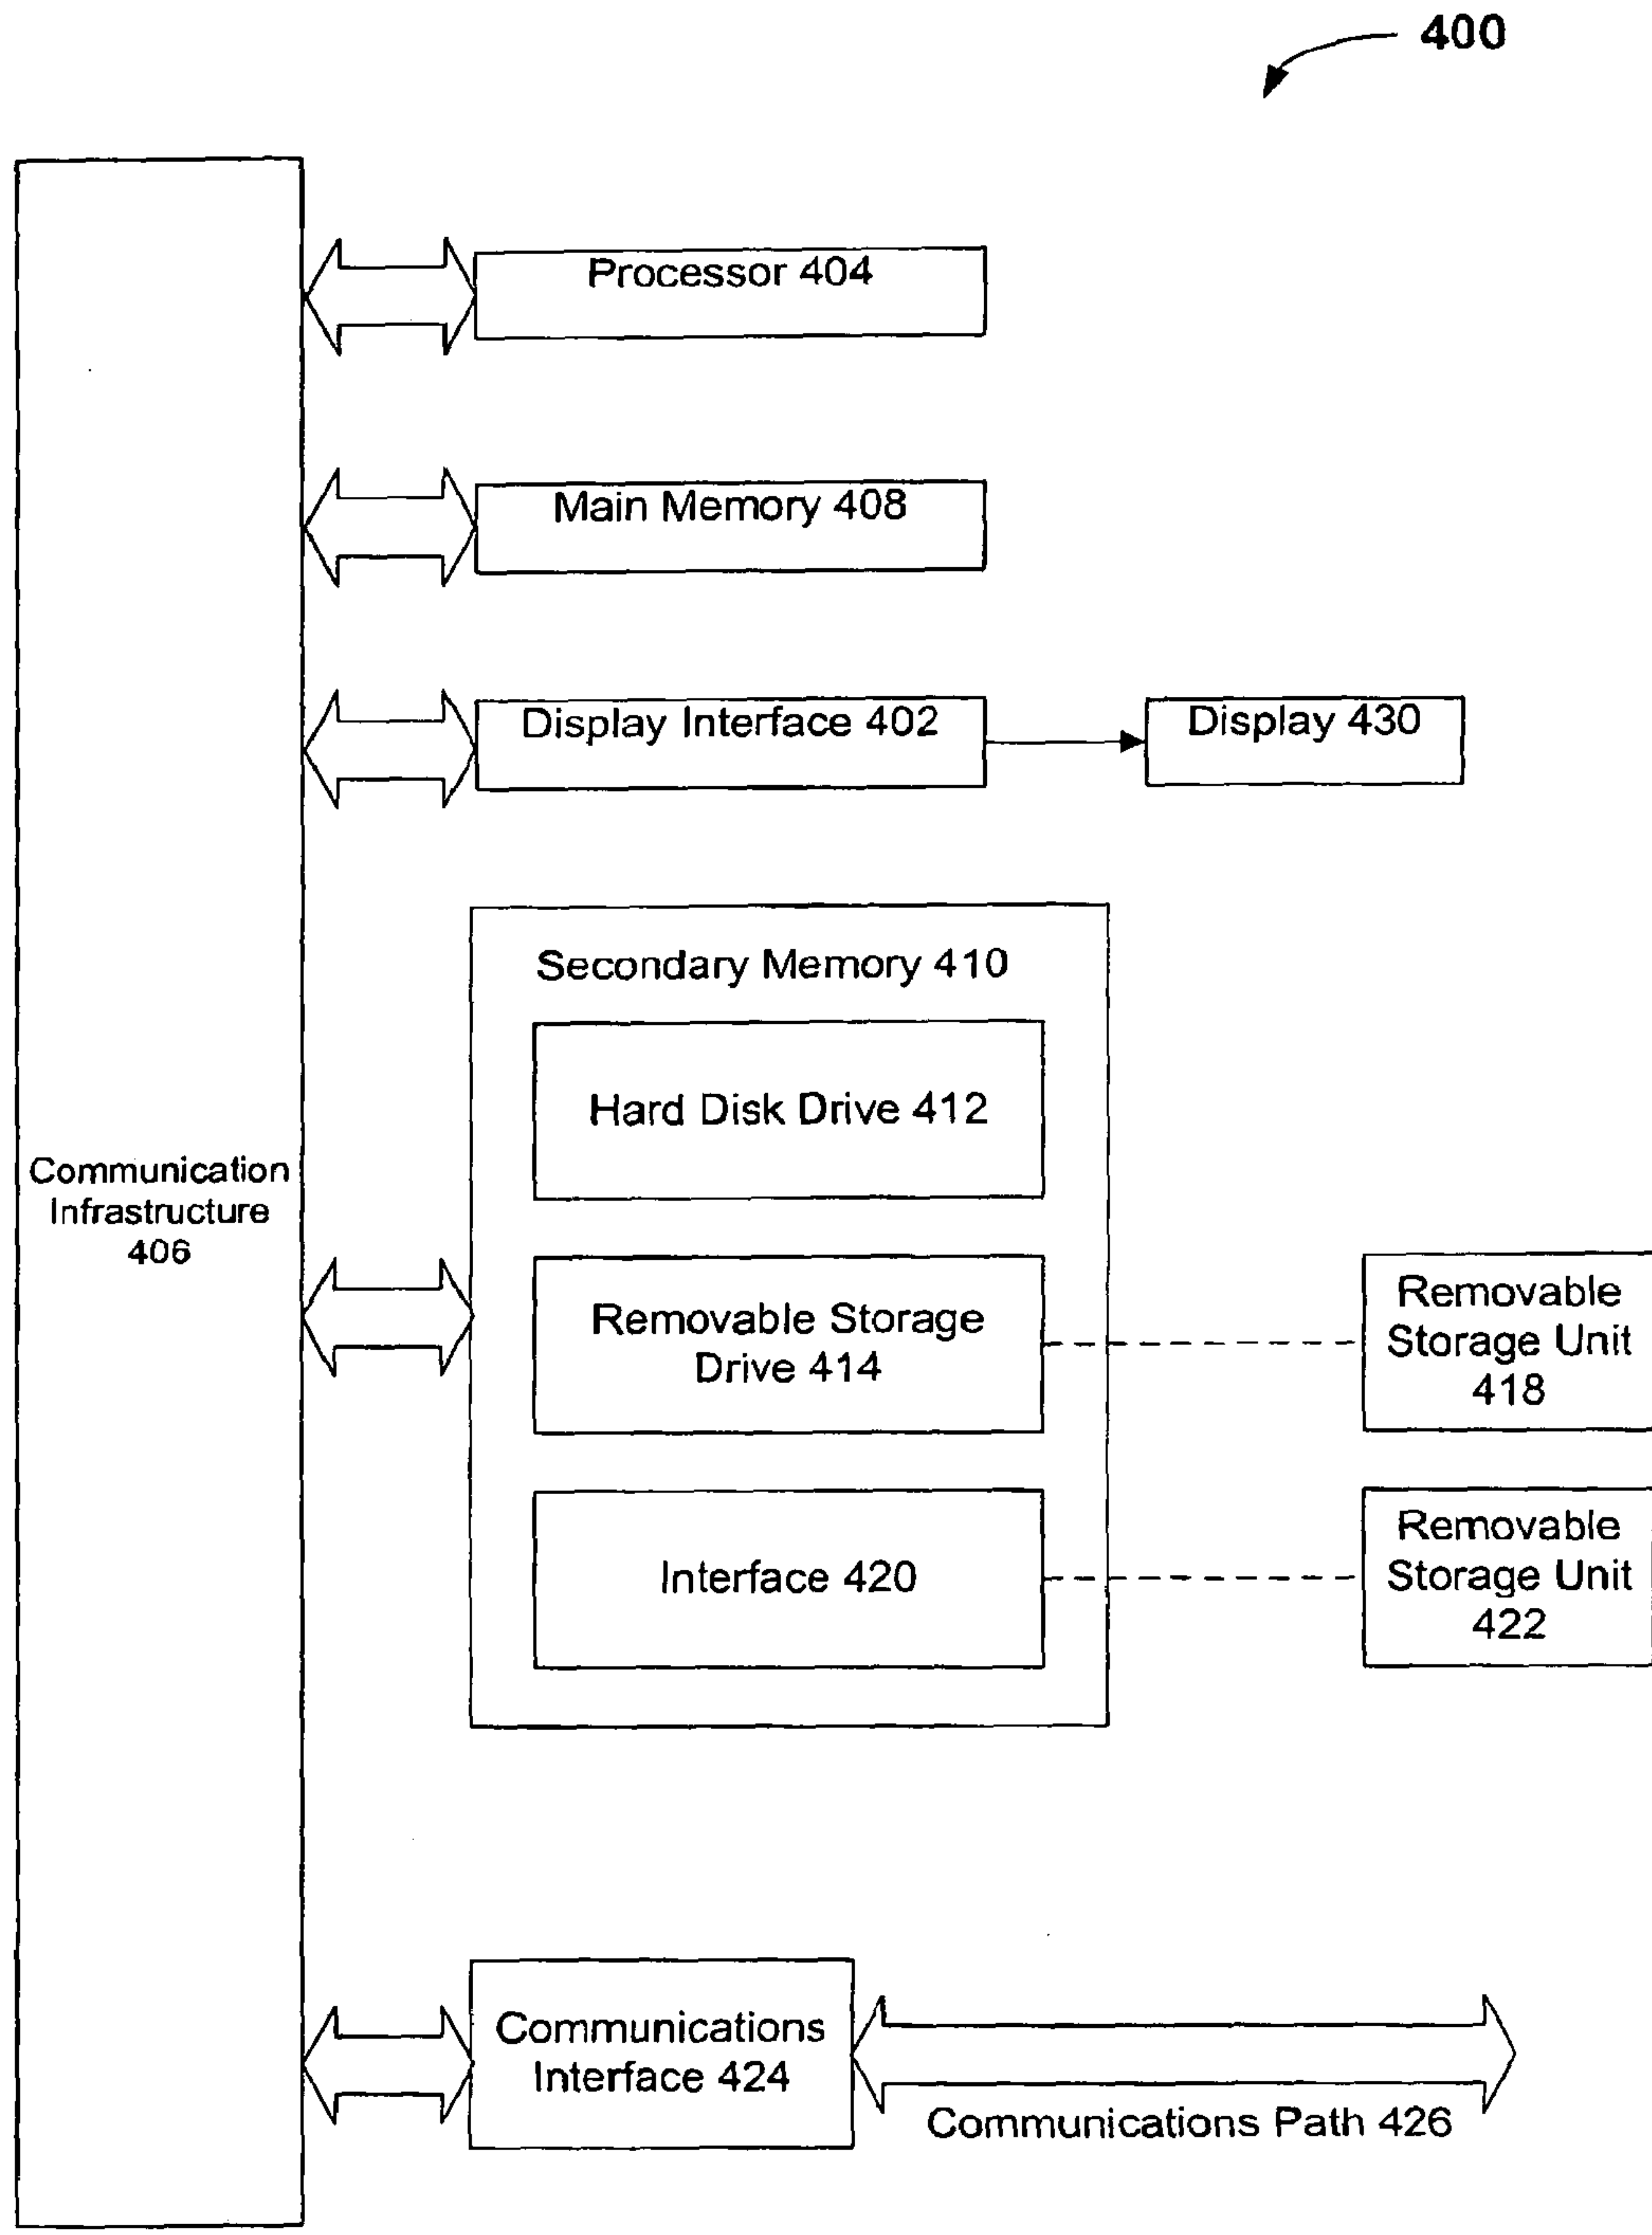 400
Processor 404
Main Memory 408
Display Interface 402
Display 430
Secondary Memory 410
Hard Disk Drive 412
Communication
Infrastructure
406
Removable Storage
Drive 414
Removable
Storage Unit
418
Interface 420
Removable
Storage Unit
422
Communications
Interface 424
Communications Path 426